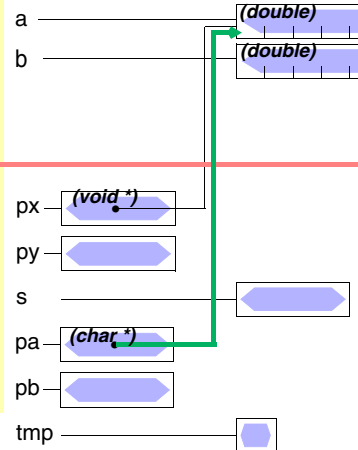 a (double)
b (double)
px (void *)
py
s
pa (char *)
pb
tmp